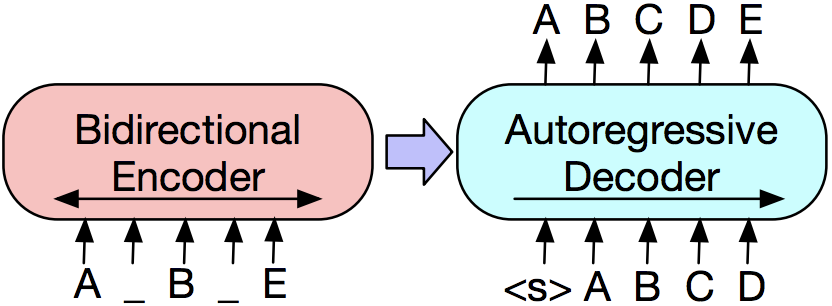 A B C D E
Bidirectional
Encoder
Autoregressive
Decoder
A _ B _ E
<s> A B C D